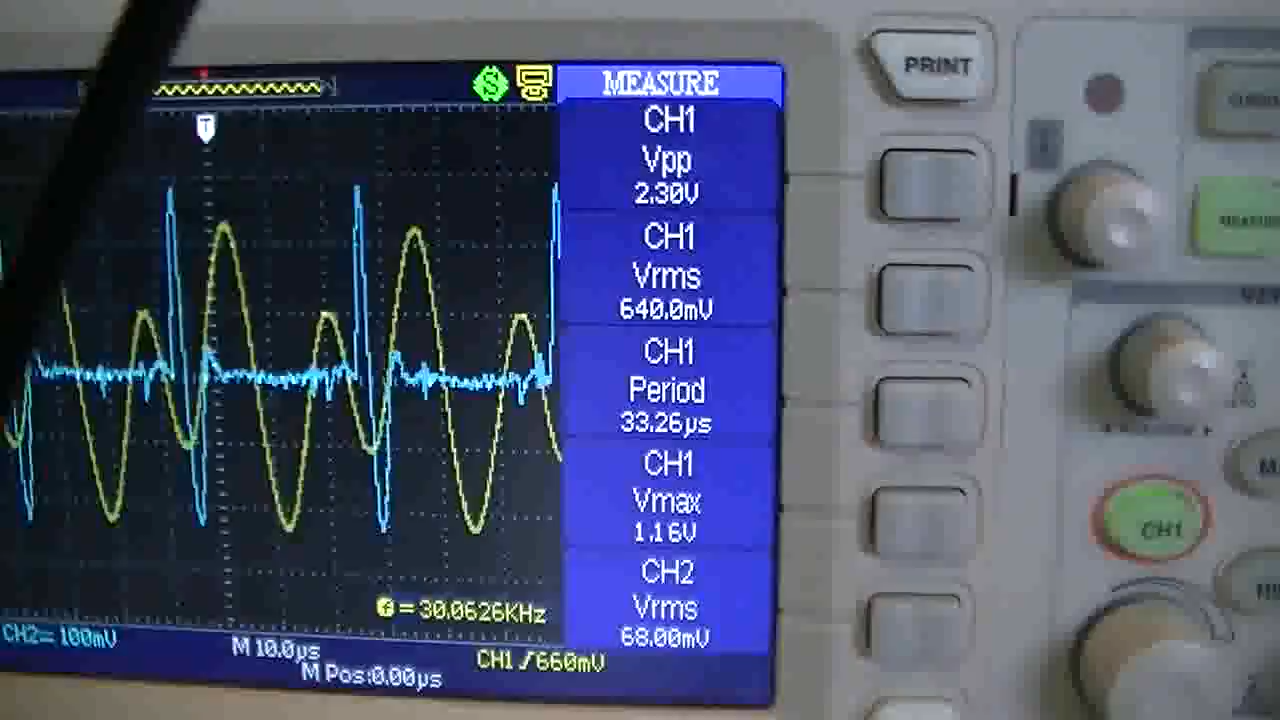 PRINT
MEASURE
T
S
CH1
Vpp
2.30V
CH1
Vrms
640.0mV
CH1
Period
33.26µs
CH1
Vmax
1.16V
CH2
Vrms
68.00mV
f = 30.0626KHz
CH2= 100mV
M 10.0µs
CH1 / 660mV
M Pos:0.00µs
CH1